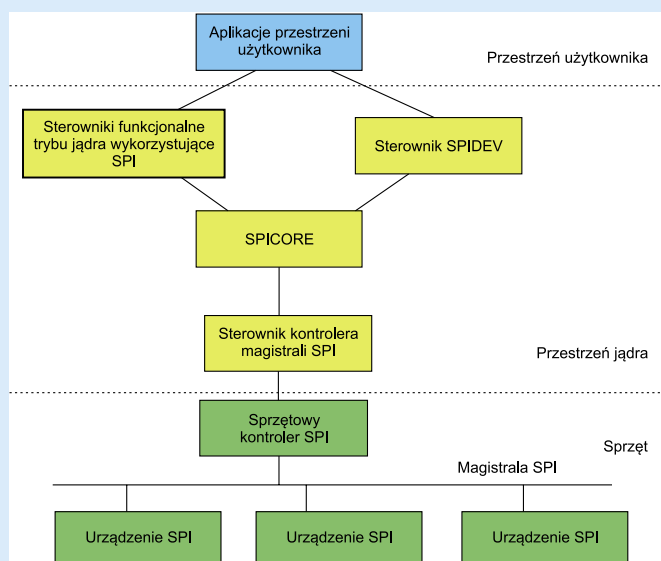 Aplikacje przestrzeni
użytkownika
Przestrzeń użytkownika
Sterowniki funkcjonalne
trybu jądra wykorzystujące
SPI
Sterownik SPIDEV
SPICORE
Sterownik kontrolera
magistrali SPI
Przestrzeń jądra
Sprzętowy
kontroler SPI
Sprzęt
Magistrala SPI
Urządzenie SPI
Urządzenie SPI
Urządzenie SPI